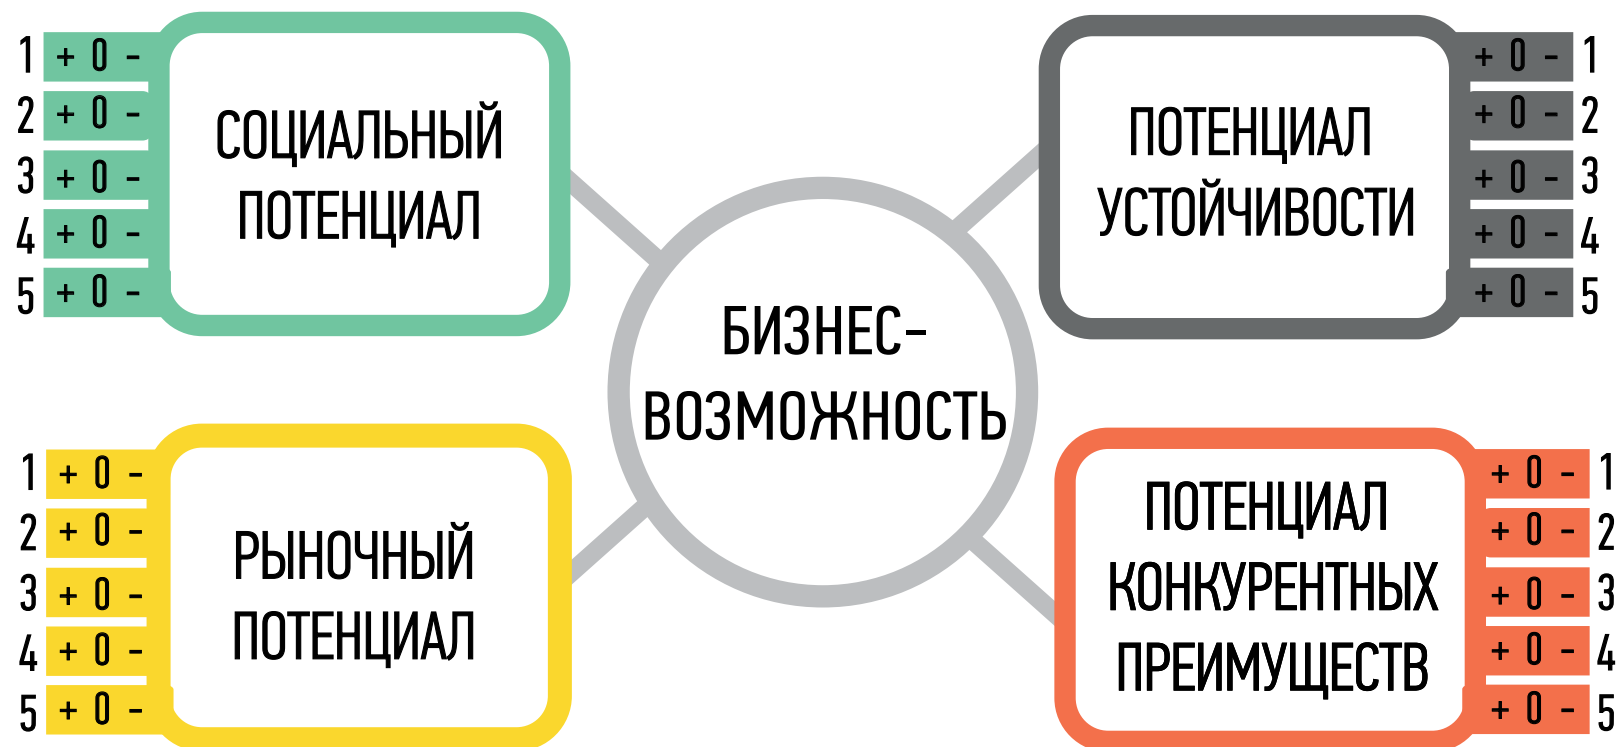 1 + 0 -
2 + 0 -
3 + 0 -
4 + 0 -
5 + 0 -
СОЦИАЛЬНЫЙ
ПОТЕНЦИАЛ
ПОТЕНЦИАЛ
УСТОЙЧИВОСТИ
+ 0 - 1
+ 0 - 2
+ 0 - 3
+ 0 - 4
+ 0 - 5
БИЗНЕС-
ВОЗМОЖНОСТЬ
1 + 0 -
2 + 0 -
3 + 0 -
4 + 0 -
5 + 0 -
РЫНОЧНЫЙ
ПОТЕНЦИАЛ
ПОТЕНЦИАЛ
КОНКУРЕНТНЫХ
ПРЕИМУЩЕСТВ
+ 0 - 1
+ 0 - 2
+ 0 - 3
+ 0 - 4
+ 0 - 5